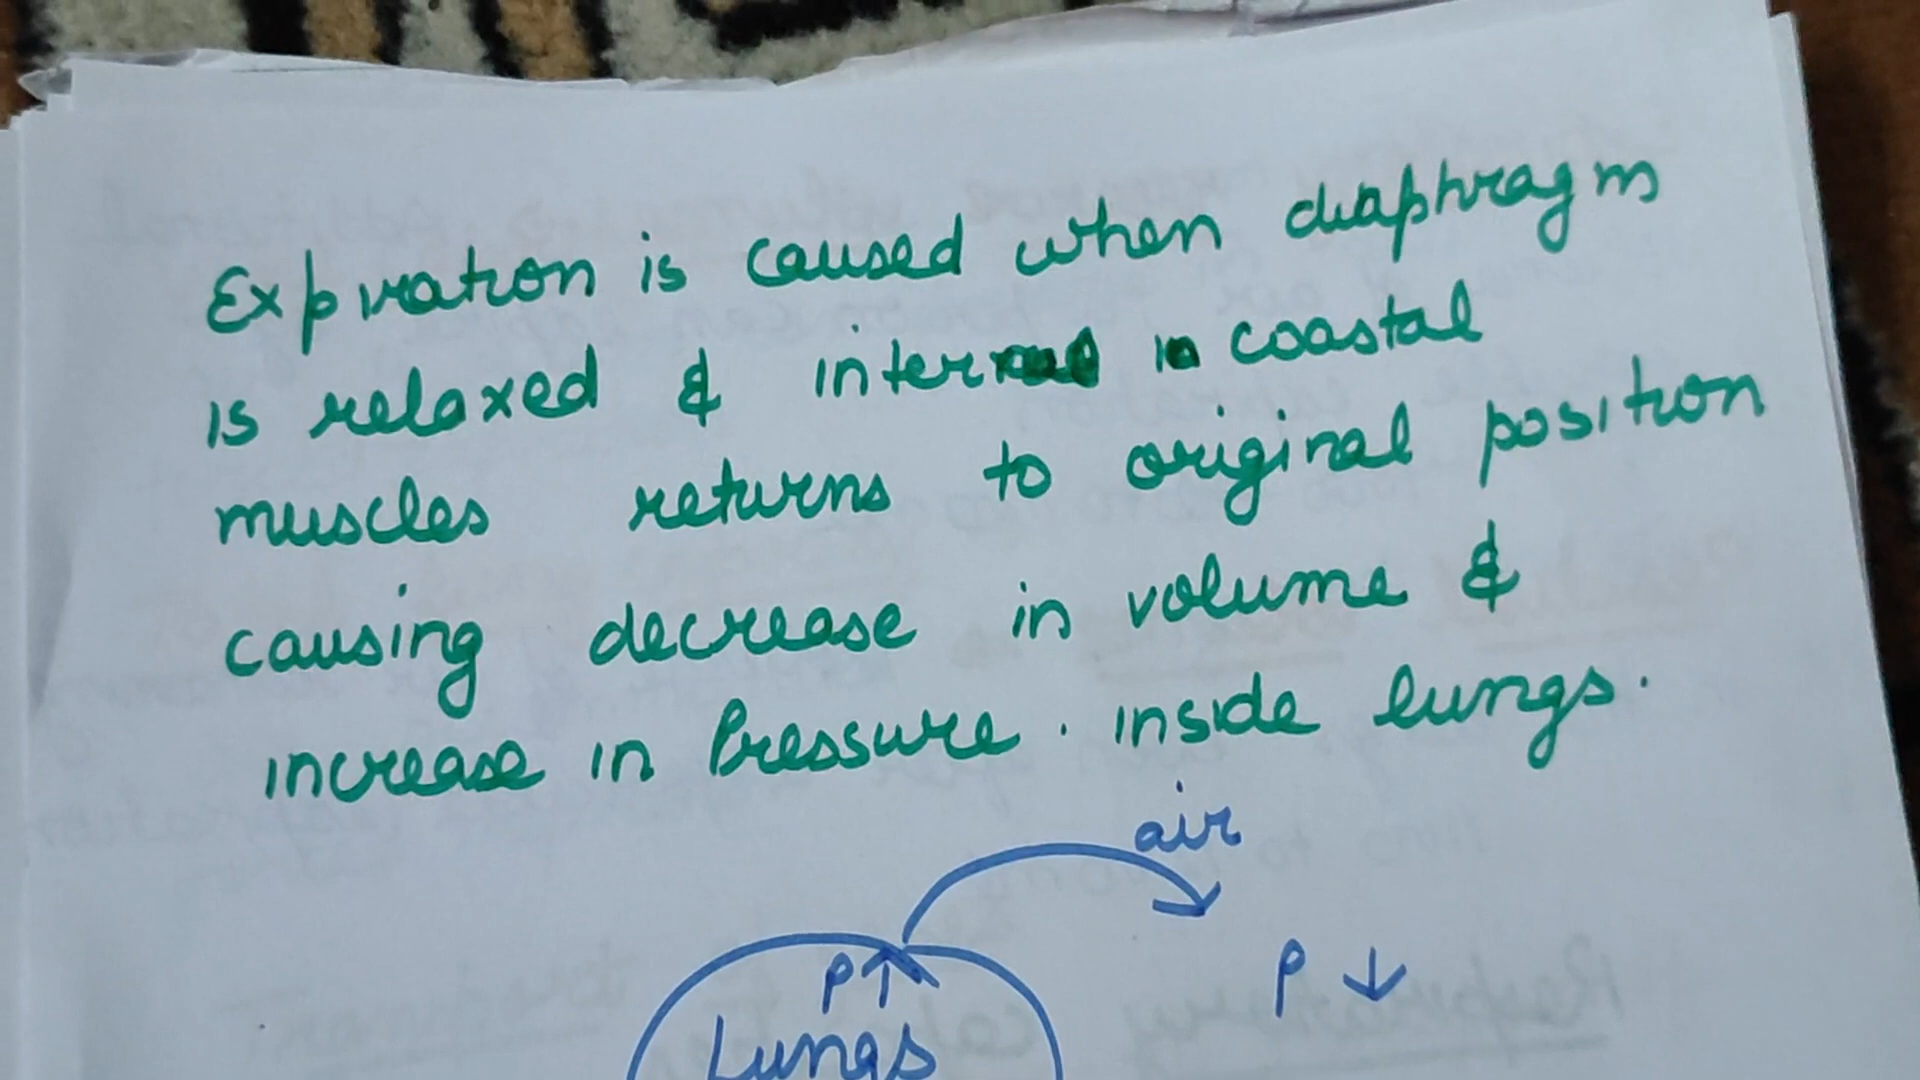 Expiration is caused when diaphragm
is relaxed & inter coastal
muscles returns to original position
causing decrease in volume &
increase in Pressure. inside lungs.
air
P↑
P ↓
Lungs